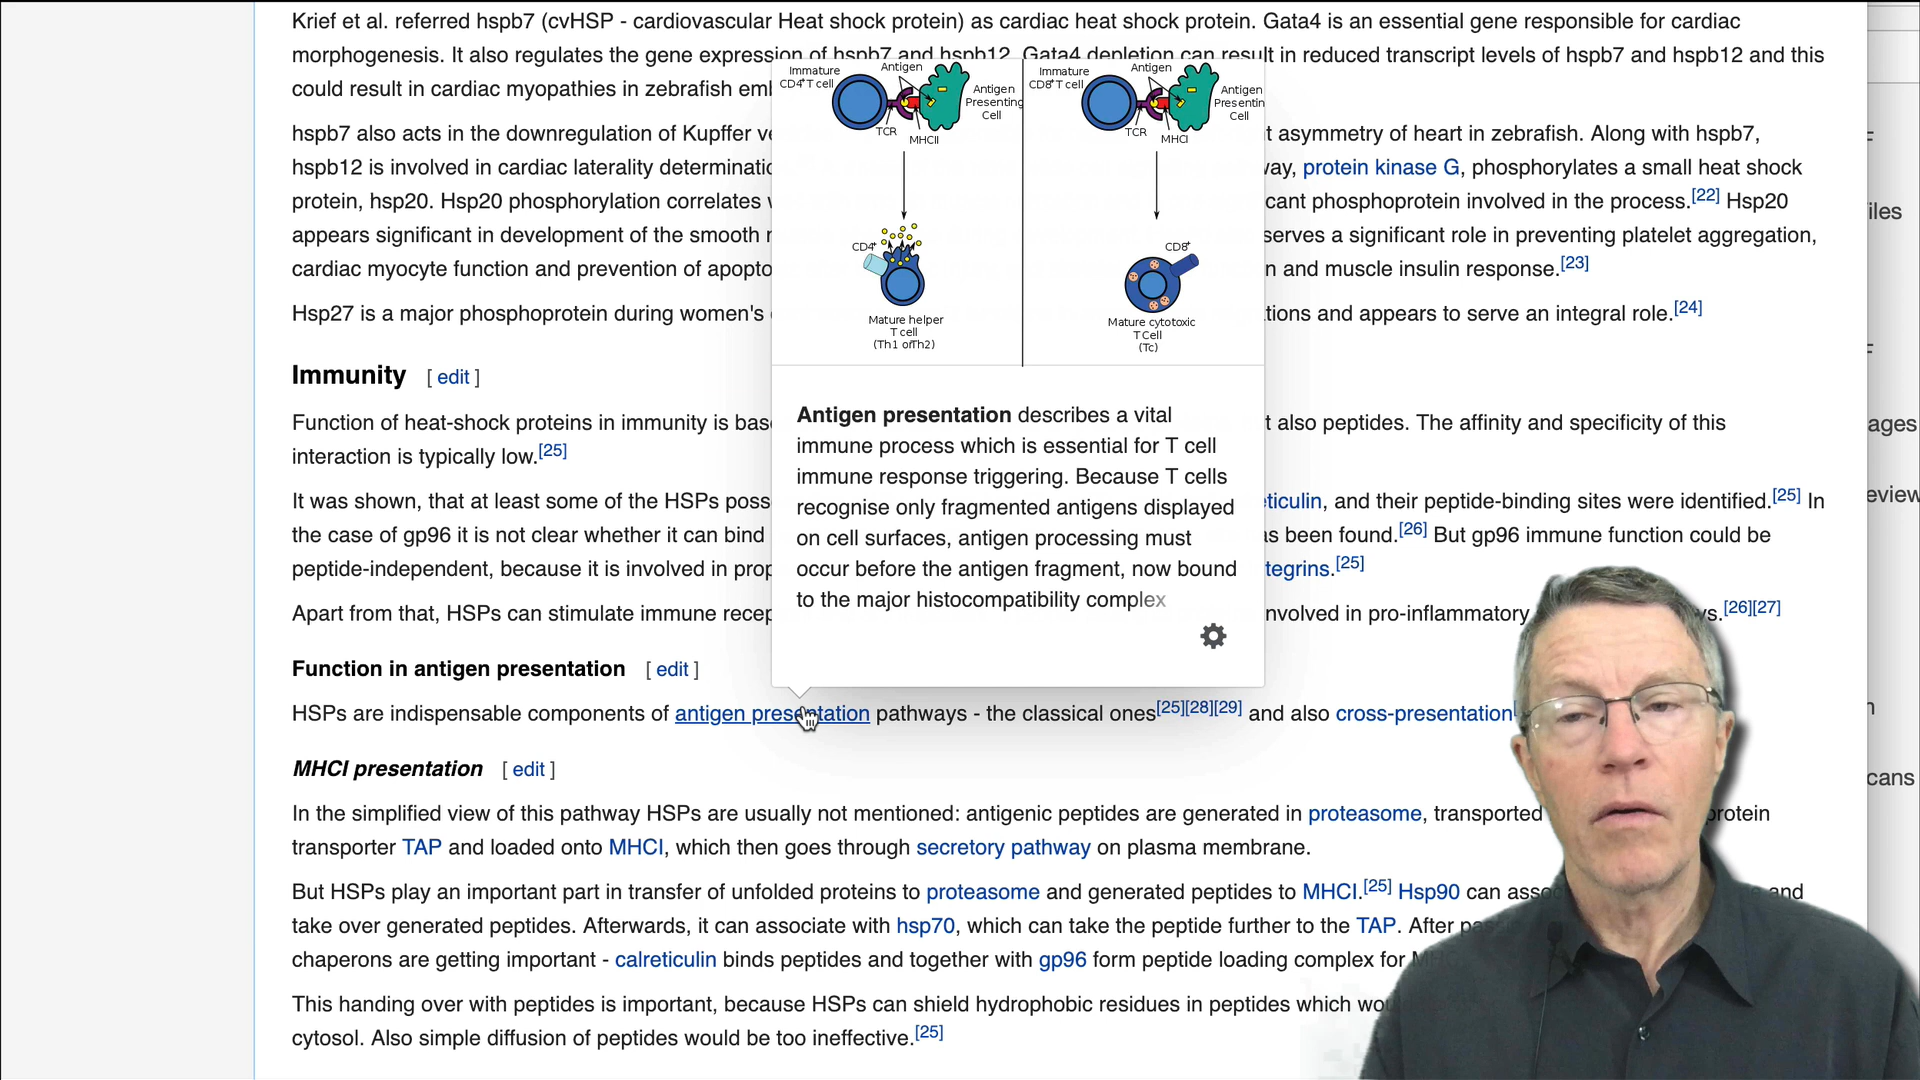 Krief et al. referred hspb7 (cvHSP - cardiovascular Heat shock protein) as cardiac heat shock protein. Gata4 is an essential gene responsible for cardiac
morphogenesis. It also regulates the gene expression of hspb7 and hspb12. Gata4 depletion can result in reduced transcript levels of hspb7 and hspb12 and this
could result in cardiac myopathies in zebrafish
hspb7 also acts in the downregulation of Kupffer
asymmetry of heart in zebrafish. Along with hspb7,
hspb12 is involved in cardiac laterality
protein kinase G, phosphorylates a small heat shock
protein, hsp20. Hsp20 phosphorylation correlates
phosphoprotein involved in the process.[22] Hsp20
appears significant in development of the smooth
serves a significant role in preventing platelet aggregation,
cardiac myocyte function and prevention of
and muscle insulin response.[23]
Hsp27 is a major phosphoprotein during women's
and appears to serve an integral role.[24]
Immunity [ edit ]
Function of heat-shock proteins in immunity is
also peptides. The affinity and specificity of this
interaction is typically low.[25]
It was shown, that at least some of the HSPs
and their peptide-binding sites were identified.[25] In
the case of gp96 it is not clear whether it can bind
been found.[26] But gp96 immune function could be
peptide-independent, because it is involved in
[25]
Apart from that, HSPs can stimulate immune
in pro-inflammatory
[26][27]
Immature
CD4+T cell
Antigen
Antigen
Presenting
Cell
TCR
MHCII
CD4+
Mature helper
T cell
(Th1 orTh2)
Immature
CD8+T cell
Antigen
Antigen
Presentin
Cell
TCR
MHCI
CD8+
Mature cytotoxic
T Cell
(Tc)
Antigen presentation describes a vital
immune process which is essential for T cell
immune response triggering. Because T cells
recognise only fragmented antigens displayed
on cell surfaces, antigen processing must
occur before the antigen fragment, now bound
to the major histocompatibility complex
Function in antigen presentation [ edit ]
HSPs are indispensable components of antigen presentation pathways - the classical ones[25][28][29] and also cross-presentation
MHCI presentation [ edit ]
In the simplified view of this pathway HSPs are usually not mentioned: antigenic peptides are generated in proteasome, transported protein
transporter TAP and loaded onto MHCI, which then goes through secretory pathway on plasma membrane.
But HSPs play an important part in transfer of unfolded proteins to proteasome and generated peptides to MHCI.[25] Hsp90 can and
take over generated peptides. Afterwards, it can associate with hsp70, which can take the peptide further to the TAP. After
chaperons are getting important - calreticulin binds peptides and together with gp96 form peptide loading complex for
This handing over with peptides is important, because HSPs can shield hydrophobic residues in peptides which
cytosol. Also simple diffusion of peptides would be too ineffective.[25]